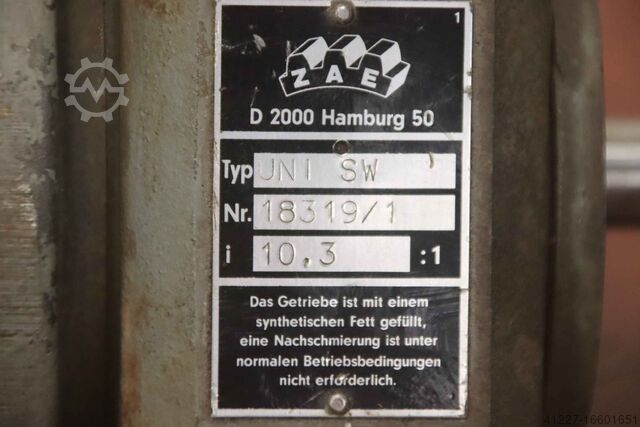 1
ZAE
D 2000 Hamburg 50
Typ UNI SW
Nr. 18319/1
i 10,3 :1
Das Getriebe ist mit einem
synthetischen Fett gefüllt,
eine Nachschmierung ist unter
normalen Betriebsbedingungen
nicht erforderlich.
41227-16601651